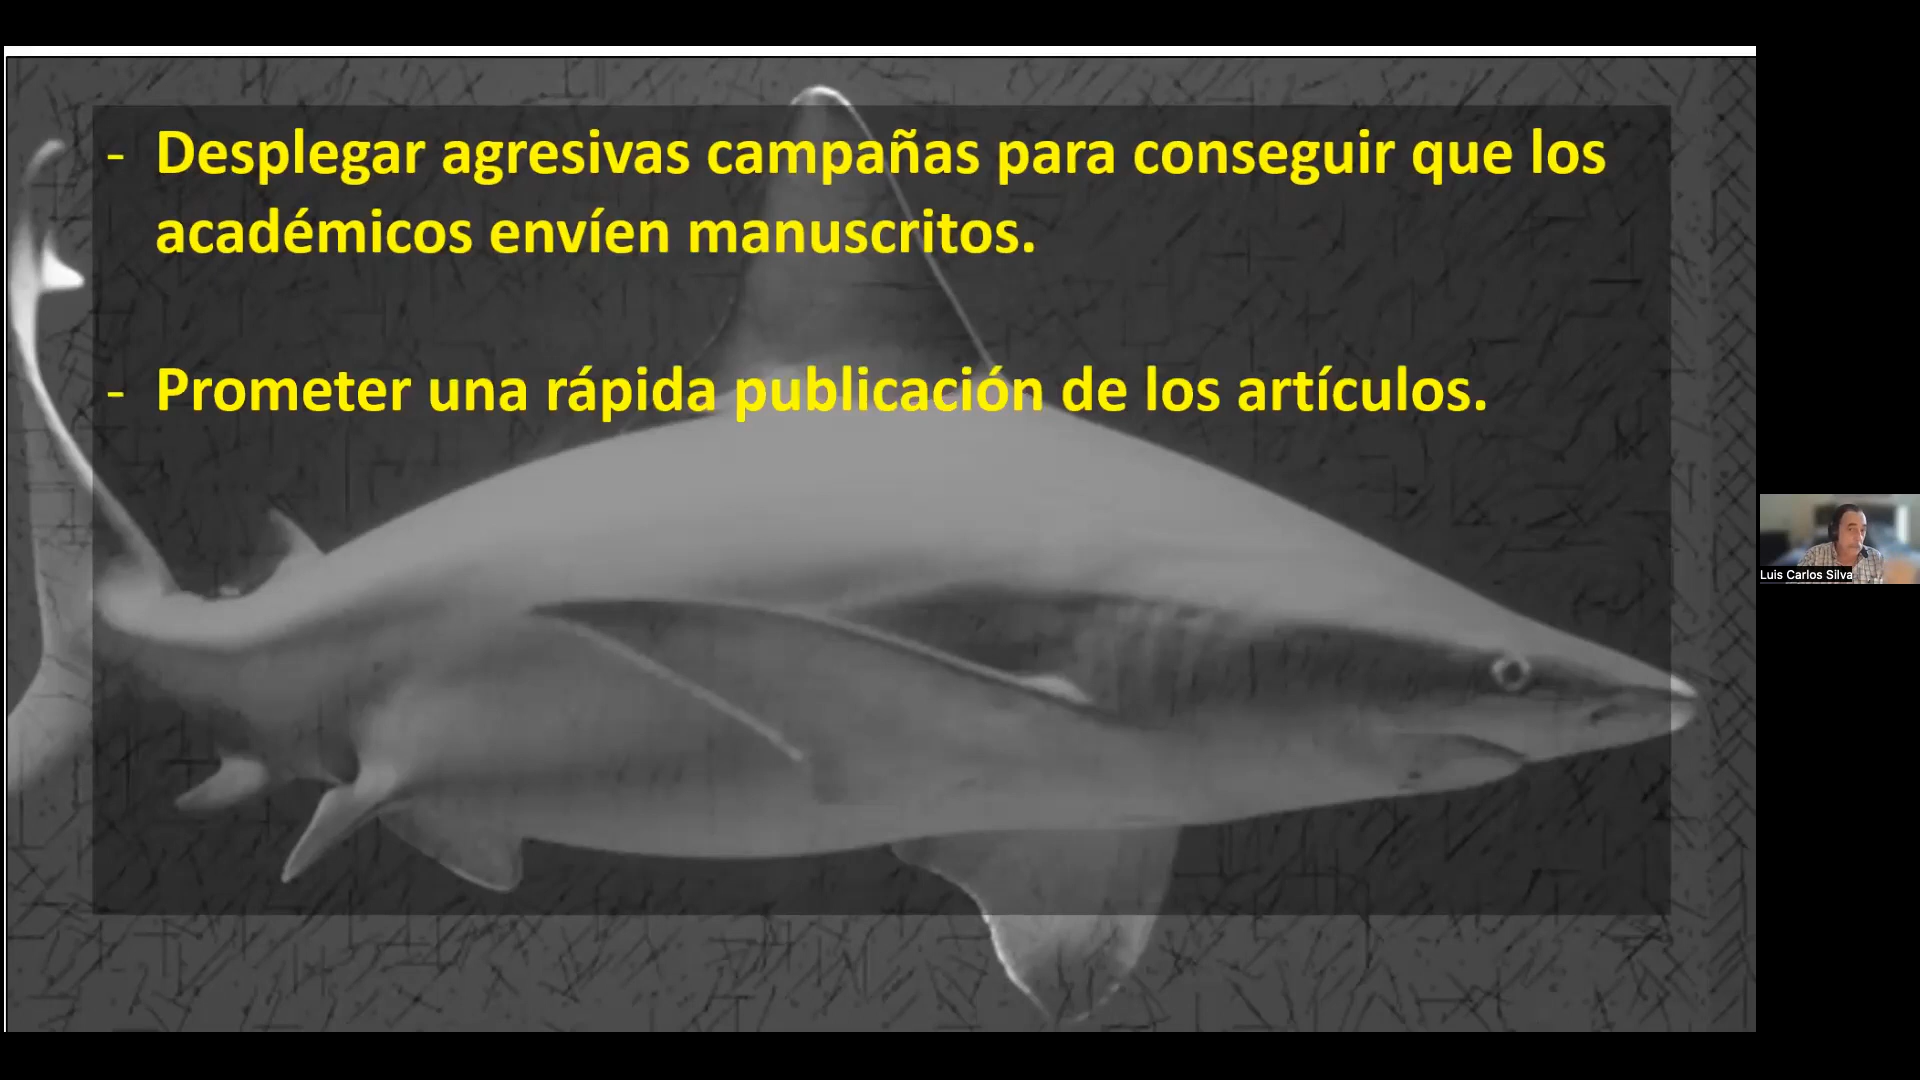 - Desplegar agresivas campañas para conseguir que los
académicos envíen manuscritos.
- Prometer una rápida publicación de los artículos.
Luis Carlos Silva